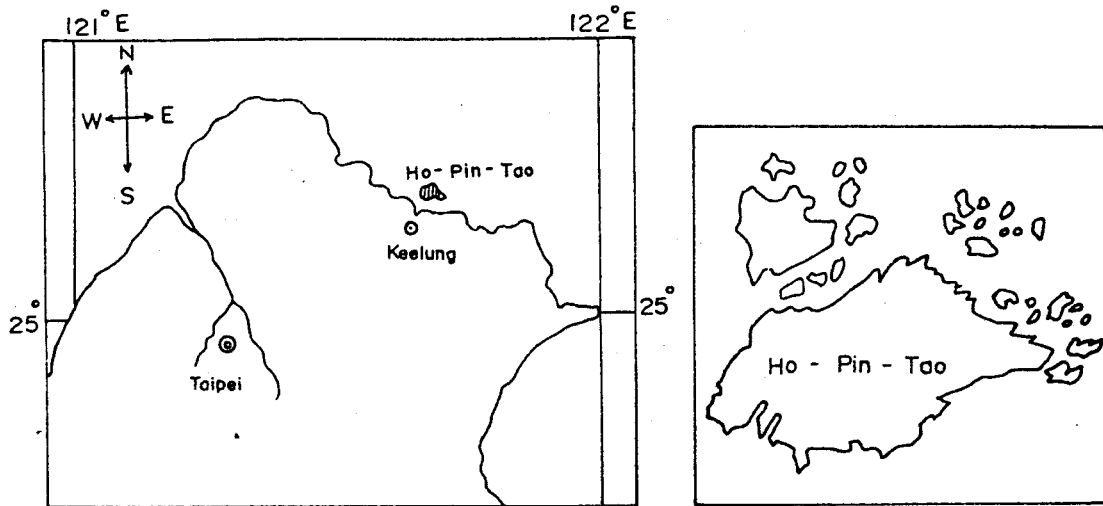 121°E
122°E
N
W E
S
Ho-Pin-Tao
Keelung
25°
25°
Taipei
Ho - Pin - Tao